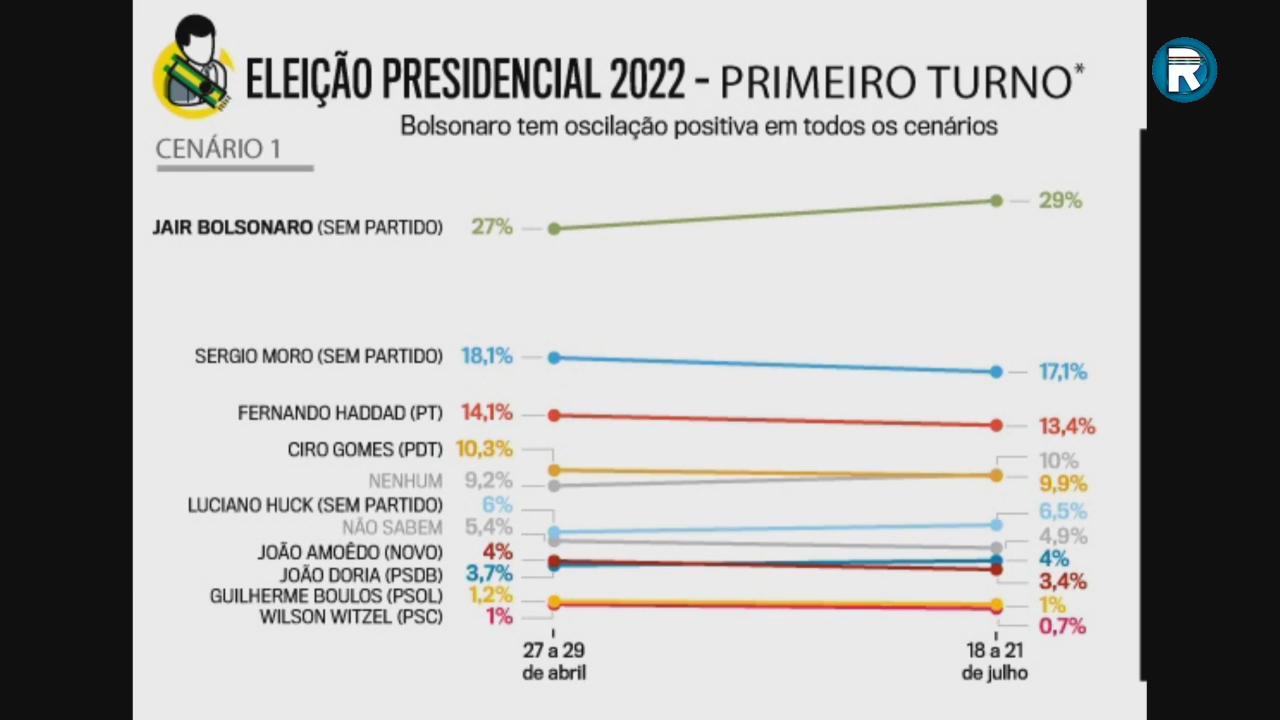 ELEIÇÃO PRESIDENCIAL 2022 - PRIMEIRO TURNO*
Bolsonaro tem oscilação positiva em todos os cenários
CENÁRIO 1
JAIR BOLSONARO (SEM PARTIDO) 27% 29%
SERGIO MORO (SEM PARTIDO) 18,1% 17,1%
FERNANDO HADDAD (PT) 14,1% 13,4%
CIRO GOMES (PDT) 10,3% 10%
NENHUM 9,2% 9,9%
LUCIANO HUCK (SEM PARTIDO) 6% 6,5%
NÃO SABEM 5,4% 4,9%
JOÃO AMOÊDO (NOVO) 4% 4%
JOÃO DORIA (PSDB) 3,7% 3,4%
GUILHERME BOULOS (PSOL) 1,2% 1%
WILSON WITZEL (PSC) 1% 0,7%
27 a 29 18 a 21
de abril de julho
R